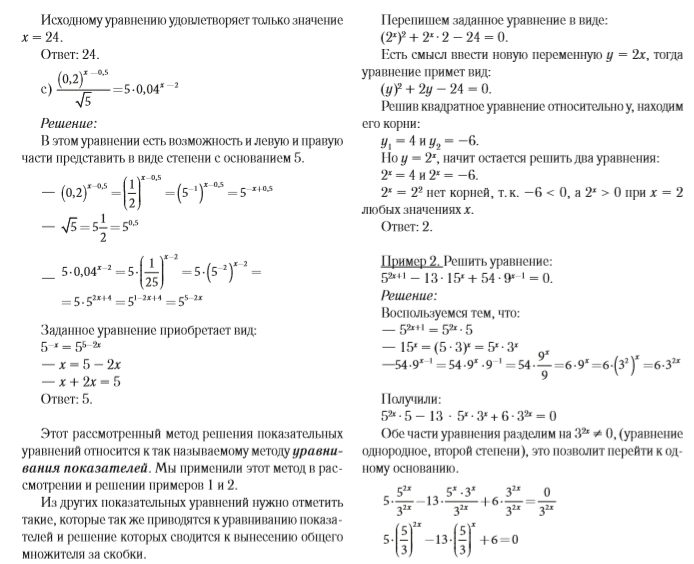 Исходному уравнению удовлетворяет только значение
x = 24.
Ответ: 24.
с) (0,2)^(x − 0,5) / √5 = 5·0,04^(x − 2)
Решение:
В этом уравнении есть возможность и левую и правую
части представить в виде степени с основанием 5.
— (0,2)^(x−0,5) = (1/2)^(x−0,5) = (5^(−1))^(x−0,5) = 5^(−x+0,5)
— √5 = 5 1/2 = 5^(0,5)
— 5·0,04^(x−2) = 5·(1/25)^(x−2) = 5·(5^(−2))^(x−2) =
= 5·5^(2x+4) = 5^(1−2x+4) = 5^(5−2x)
Заданное уравнение приобретает вид:
5^(−x) = 5^(5−2x)
— x = 5 − 2x
— x + 2x = 5
Ответ: 5.
Этот рассмотренный метод решения показательных
уравнений относится к так называемому методу уравни-
вания показателей. Мы применили этот метод в рас-
смотрении и решении примеров 1 и 2.
Из других показательных уравнений нужно отметить
такие, которые так же приводятся к уравниванию показа-
телей и решение которых сводится к вынесению общего
множителя за скобки.
Перепишем заданное уравнение в виде:
(2^x)² + 2^x · 2 − 24 = 0.
Есть смысл ввести новую переменную y = 2x, тогда
уравнение примет вид:
(y)² + 2y − 24 = 0.
Решив квадратное уравнение относительно y, находим
его корни:
y₁ = 4 и y₂ = −6.
Но y = 2^x, начит остается решить два уравнения:
2^x = 4 и 2^x = −6.
2^x = 2² нет корней, т. к. −6 < 0, а 2^x > 0 при x = 2
любых значениях x.
Ответ: 2.
Пример 2. Решить уравнение:
5^(2x+1) − 13 · 15^x + 54 · 9^(x−1) = 0.
Решение:
Воспользуемся тем, что:
— 5^(2x+1) = 5^(2x) · 5
— 15^x = (5 · 3)^x = 5^x · 3^x
—54·9^(x−1) = 54·9^x·9^(−1) = 54·9^x/9 = 6·9^x = 6·(3²)^x = 6·3^(2x)
Получили:
5^(2x) · 5 − 13 · 5^x · 3^x + 6 · 3^(2x) = 0
Обе части уравнения разделим на 3^(2x) ≠ 0, (уравнение
однородное, второй степени), это позволит перейти к од-
ному основанию.
5·5^(2x)/3^(2x) −13·5^x·3^x/3^(2x) + 6·3^(2x)/3^(2x) = 0/3^(2x)
5·(5/3)^(2x) −13·(5/3)^x + 6 = 0